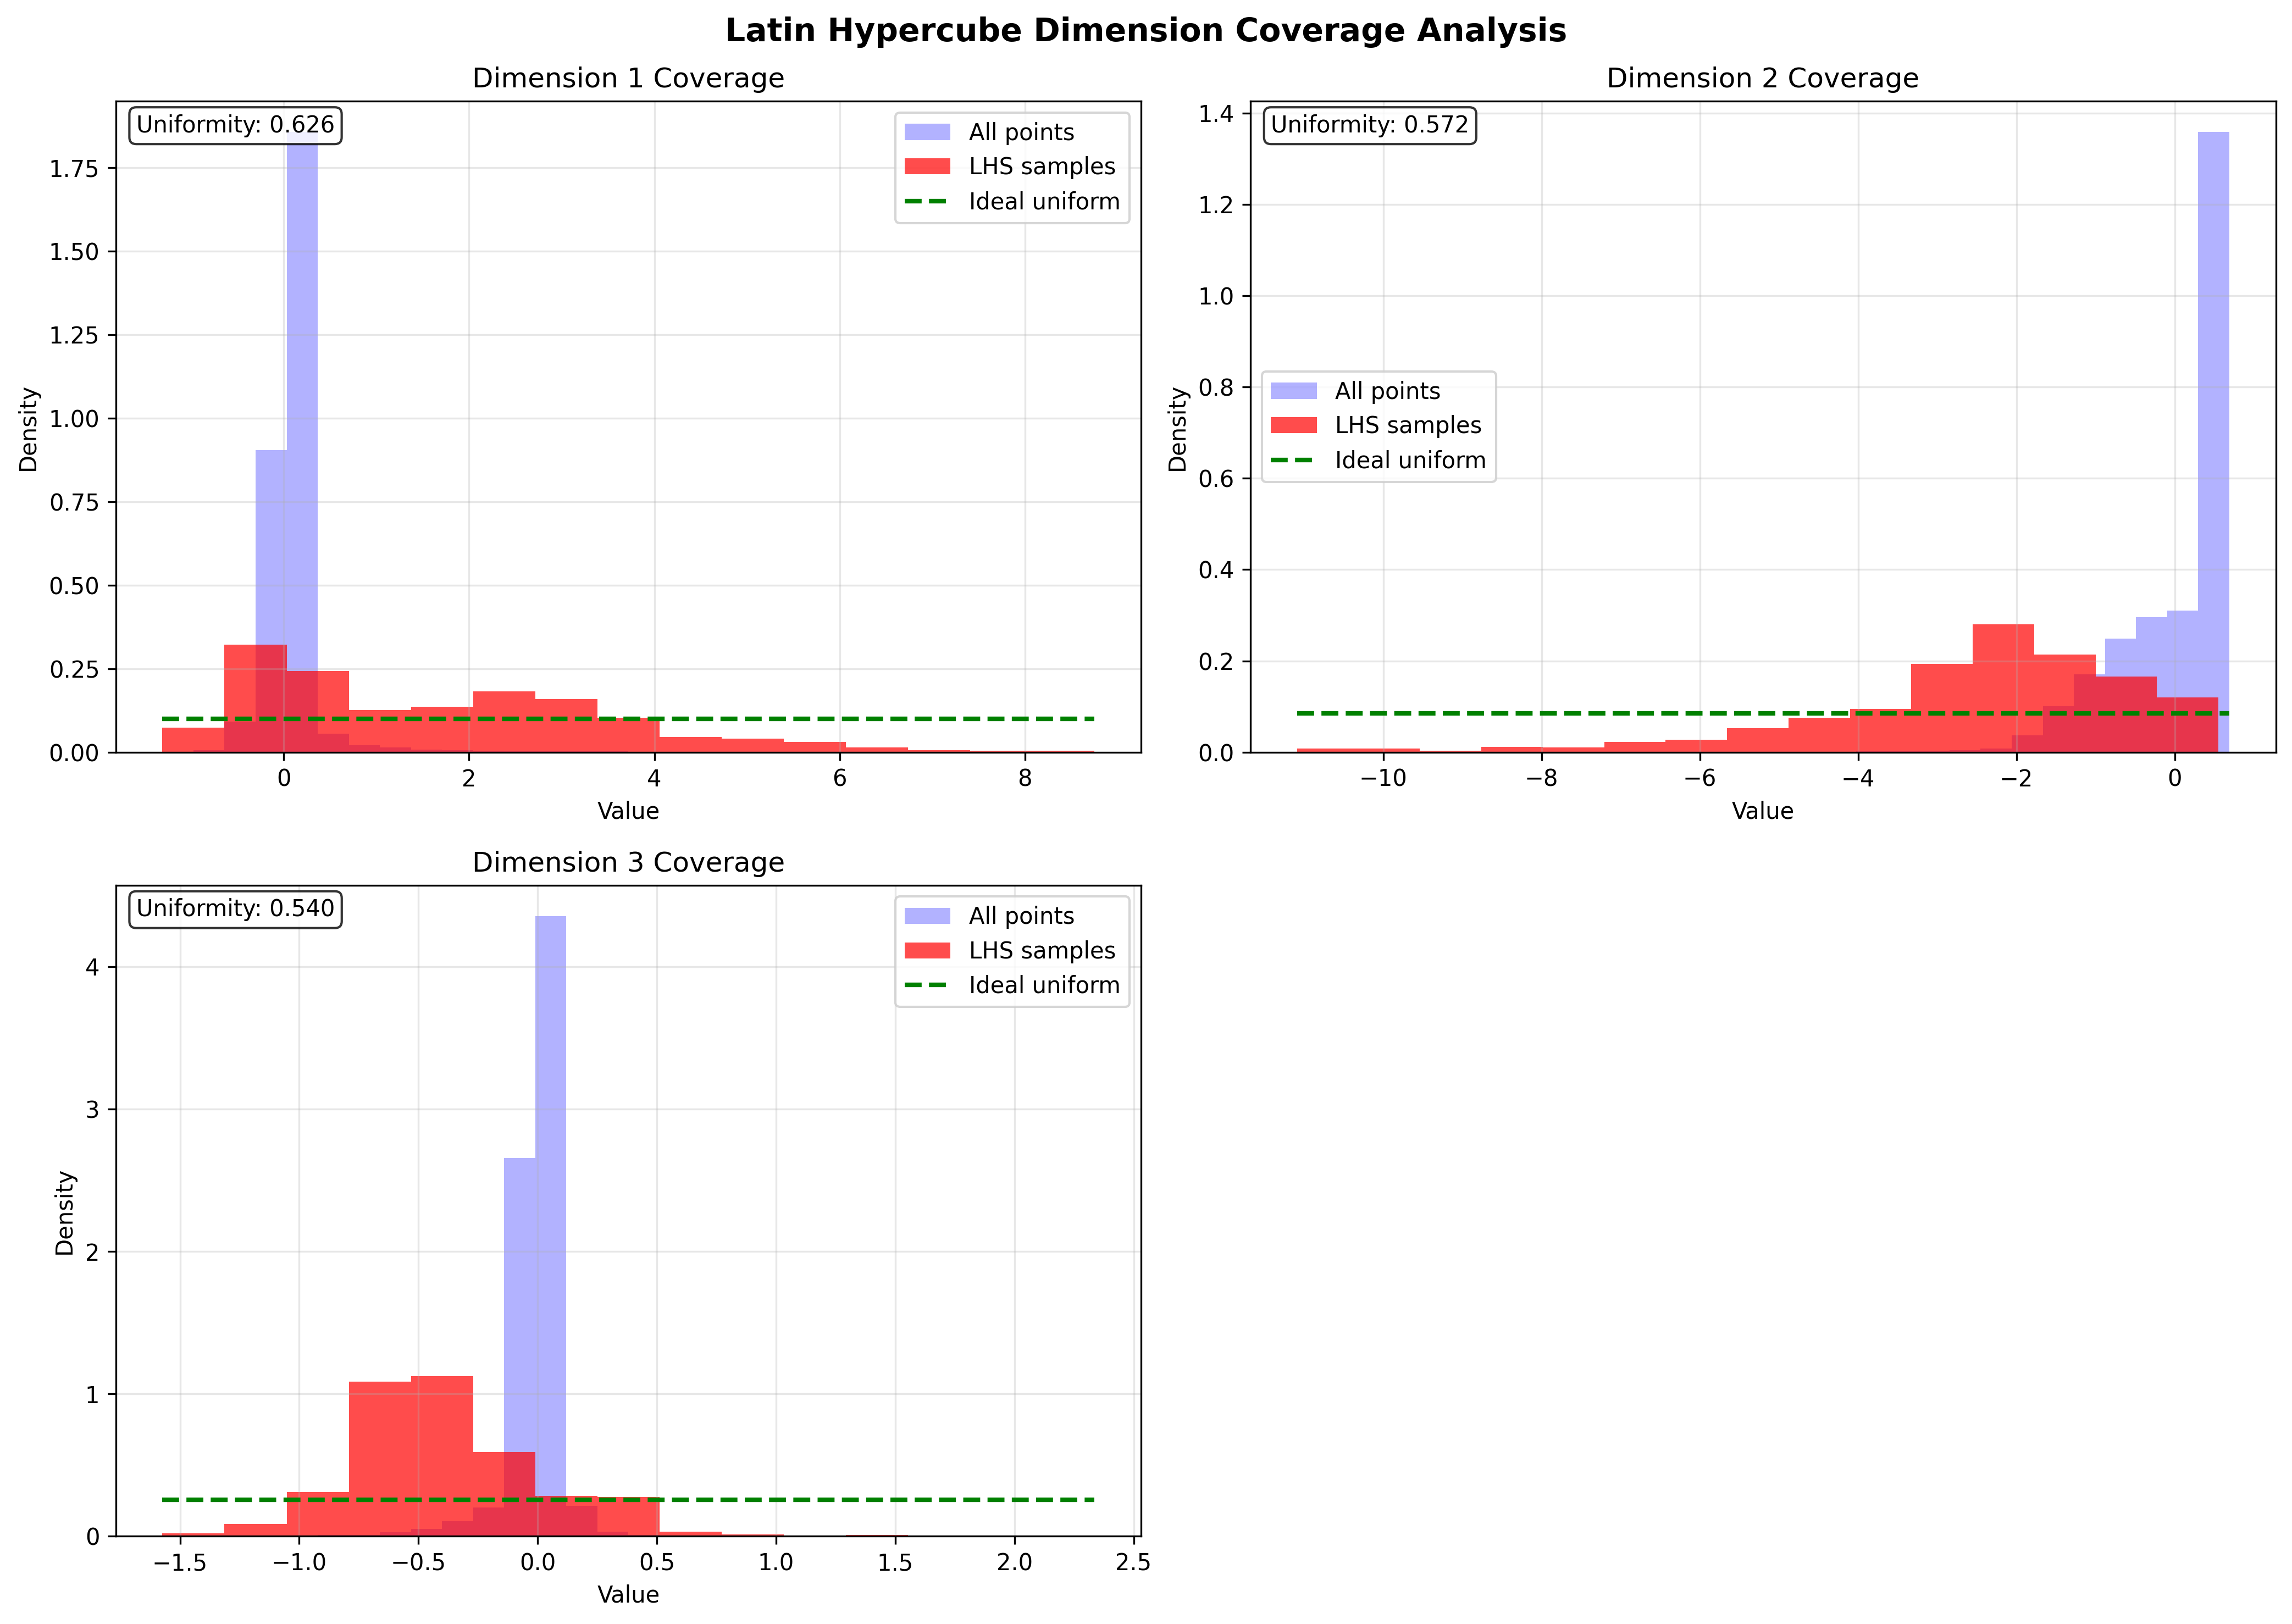 Latin Hypercube Dimension Coverage Analysis
Dimension 1 Coverage
Uniformity: 0.626
All points
LHS samples
Ideal uniform
1.75
1.50
1.25
1.00
0.75
0.50
0.25
0.00
Density
0 2 4 6 8
Value
Dimension 2 Coverage
Uniformity: 0.572
All points
LHS samples
Ideal uniform
1.4
1.2
1.0
0.8
0.6
0.4
0.2
0.0
Density
−10 −8 −6 −4 −2 0
Value
Dimension 3 Coverage
Uniformity: 0.540
All points
LHS samples
Ideal uniform
4
3
2
1
0
Density
−1.5 −1.0 −0.5 0.0 0.5 1.0 1.5 2.0 2.5
Value